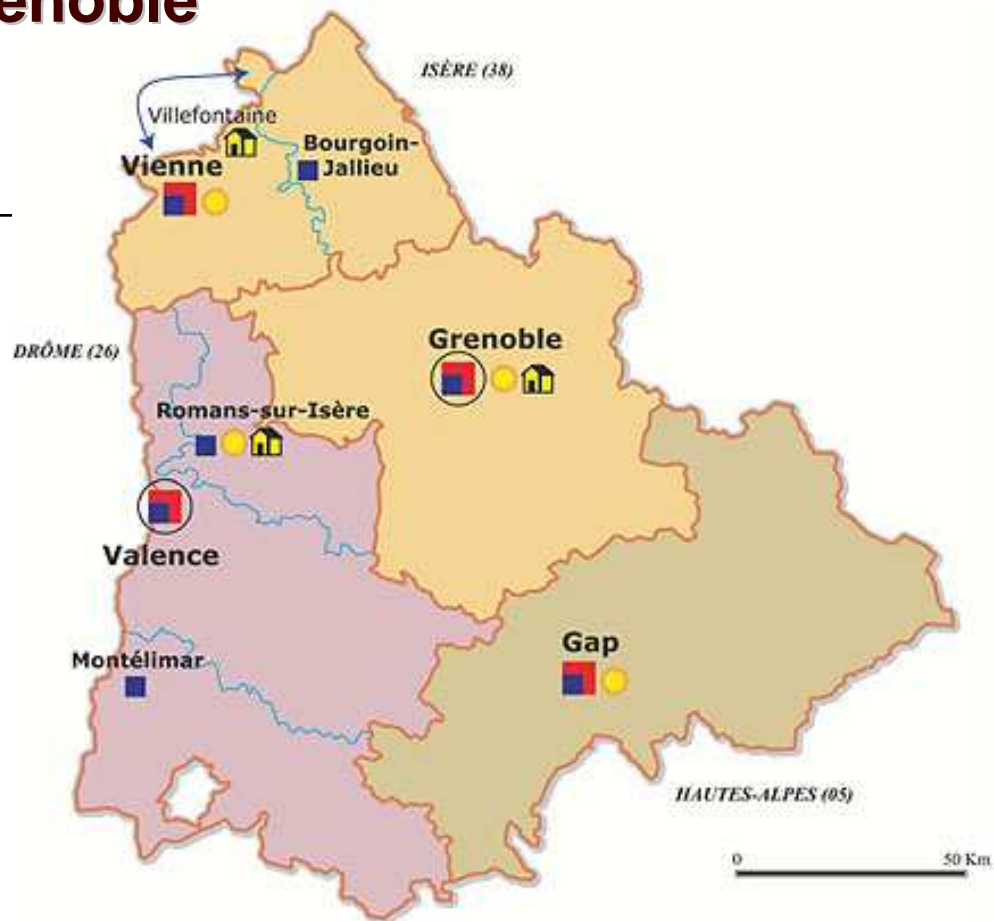 enoble
ISÈRE (38)
Villefontaine
Bourgoin-
Jallieu
Vienne
Grenoble
DRÔME (26)
Romans-sur-Isère
Valence
Gap
Montélimar
HAUTES-ALPES (05)
0 50 Km